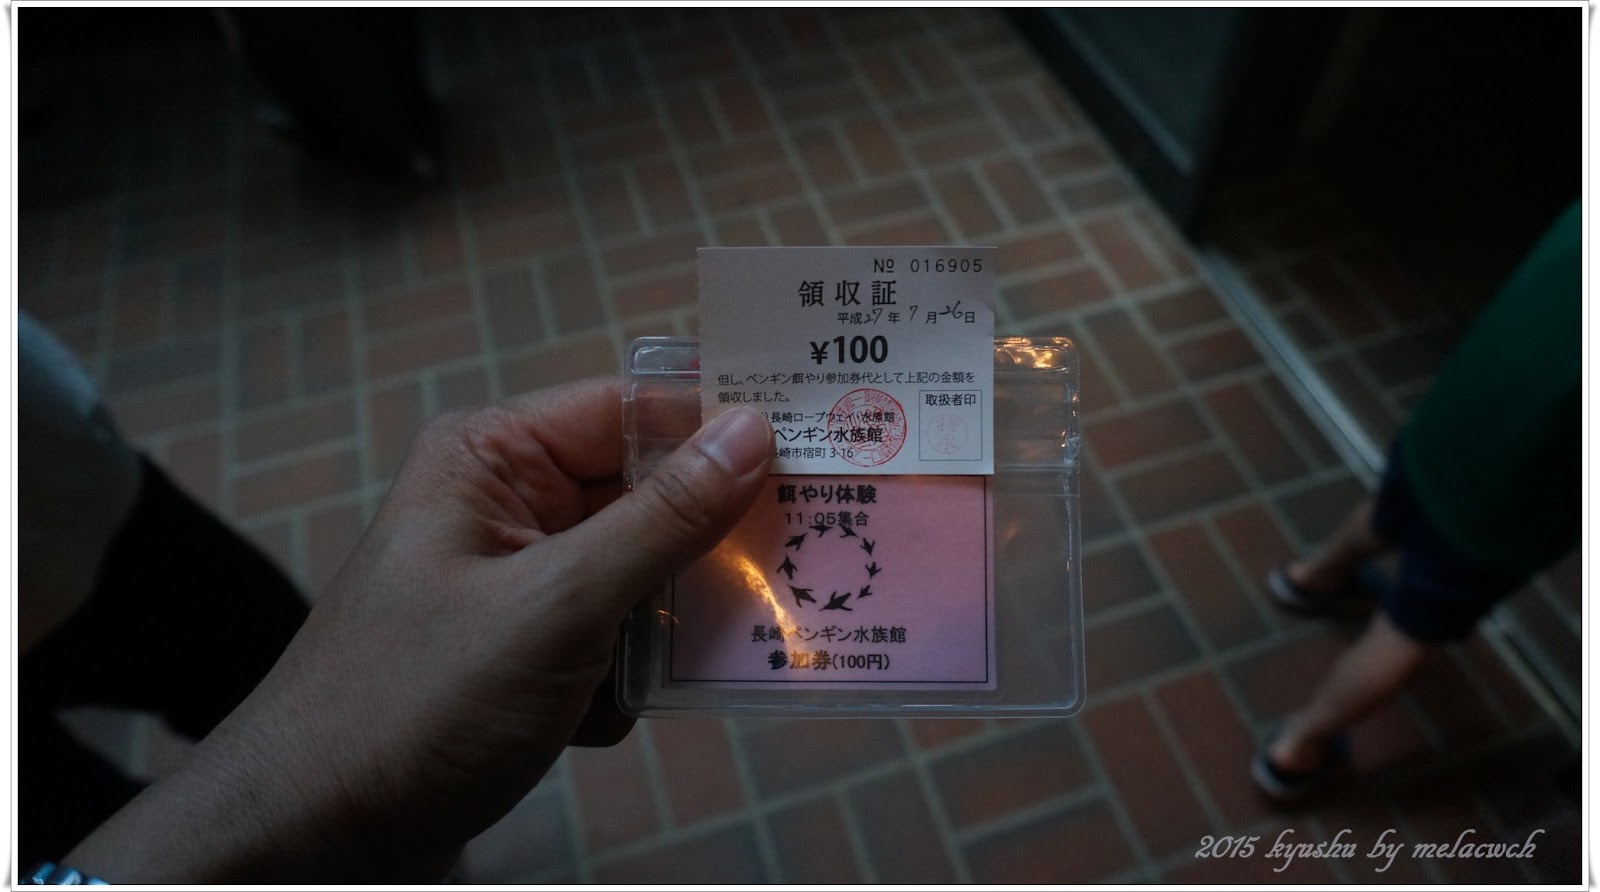 № 016905
領収証
平成27年7月26日
¥100
但し、ペンギン餌やり参加券代として上記の金額を
領収しました。
取扱者印
長崎ロープウェイ・水族館
ペンギン水族館
崎市宿町3-16
餌やり体験
11:05集合
長崎ペンギン水族館
参加券(100円)
2015 kyushu by melacwch